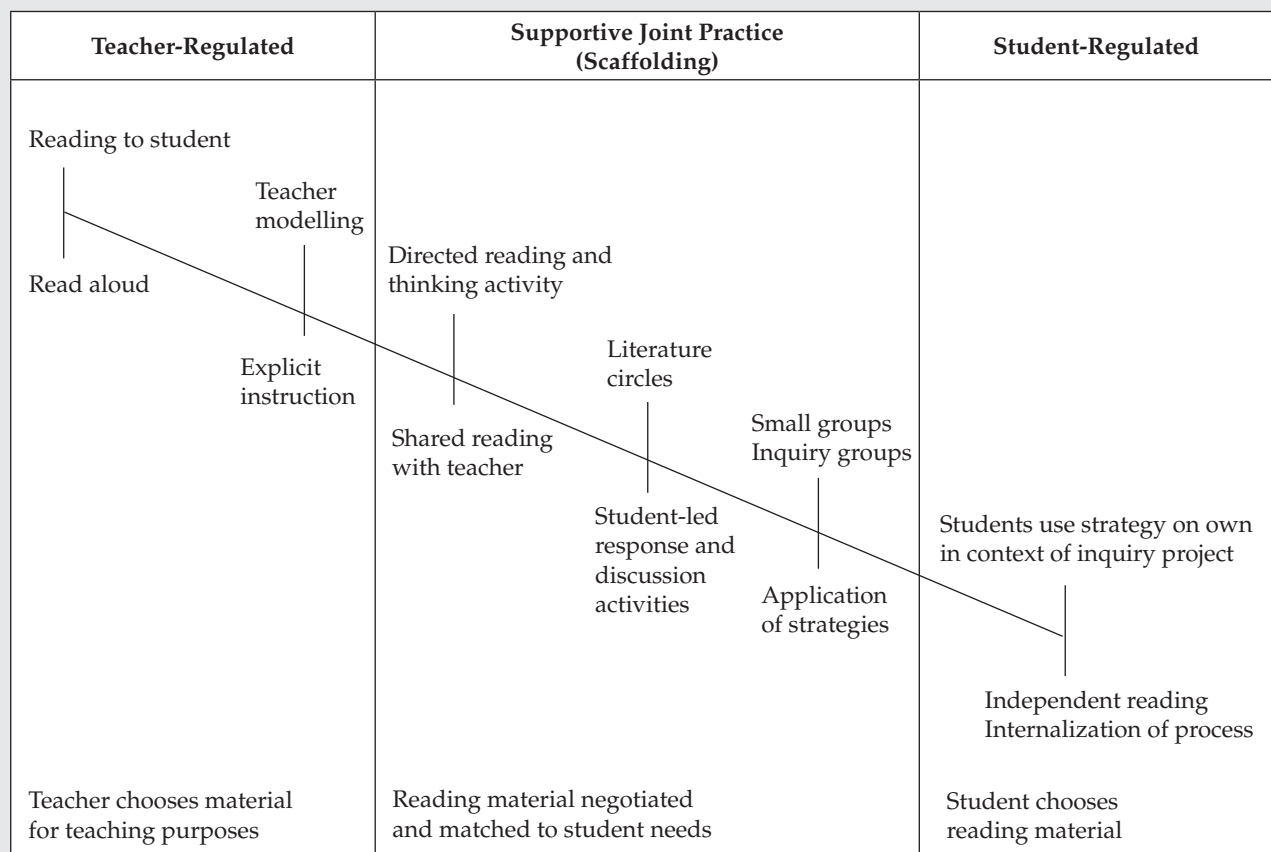 Teacher-Regulated
Supportive Joint Practice
(Scaffolding)
Student-Regulated
Reading to student
Read aloud
Teacher
modelling
Explicit
instruction
Directed reading and
thinking activity
Shared reading
with teacher
Literature
circles
Student-led
response and
discussion
activities
Small groups
Inquiry groups
Application
of strategies
Students use strategy on own
in context of inquiry project
Independent reading
Internalization of process
Teacher chooses material
for teaching purposes
Reading material negotiated
and matched to student needs
Student chooses
reading material